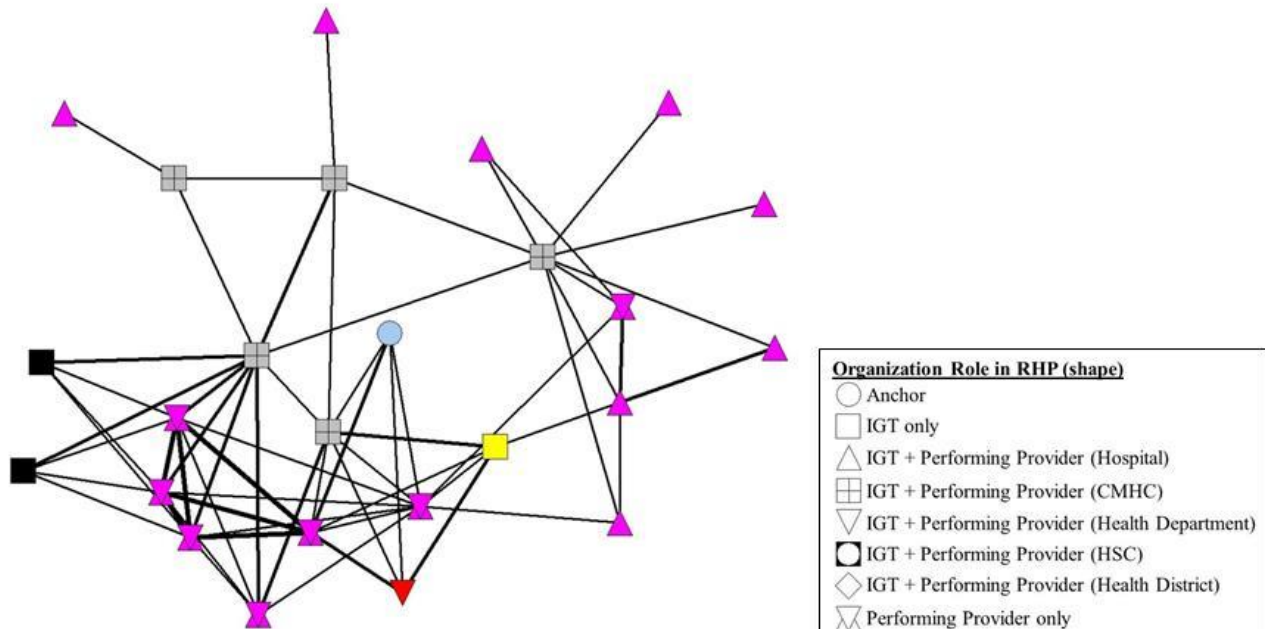 Organization Role in RHP (shape)
Anchor
IGT only
IGT + Performing Provider (Hospital)
IGT + Performing Provider (CMHC)
IGT + Performing Provider (Health Department)
IGT + Performing Provider (HSC)
IGT + Performing Provider (Health District)
Performing Provider only